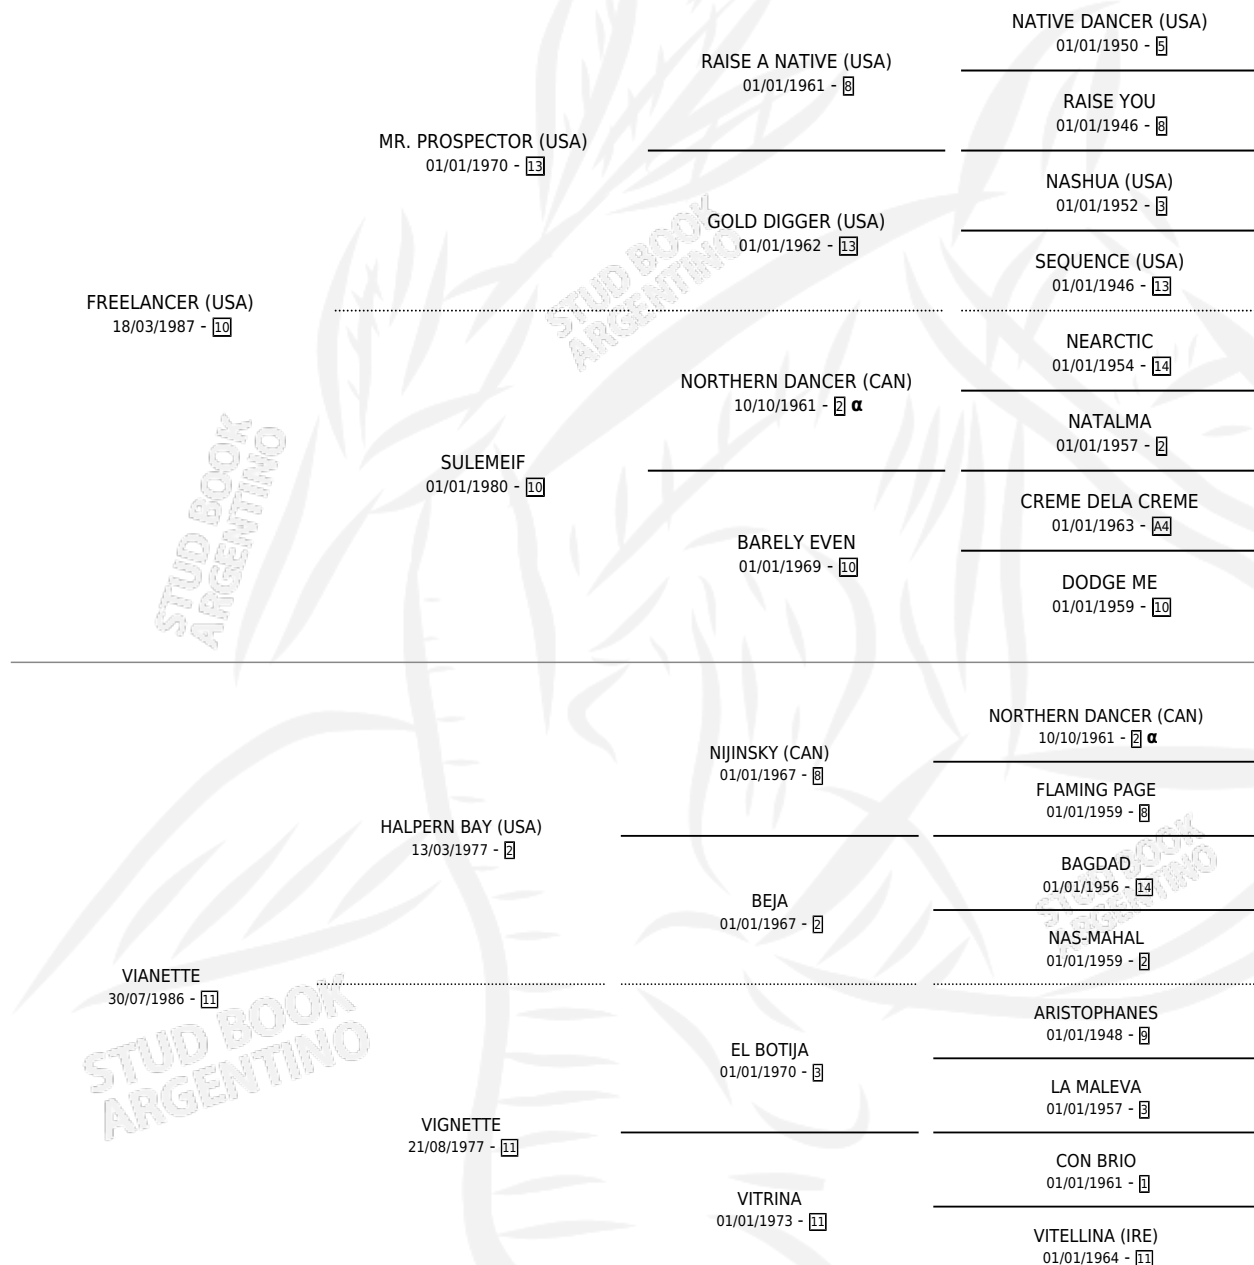 NATIVE DANCER (USA)
01/01/1950 - 5
RAISE A NATIVE (USA)
01/01/1961 - 8
RAISE YOU
01/01/1946 - 8
MR. PROSPECTOR (USA)
01/01/1970 - 13
NASHUA (USA)
01/01/1952 - 3
GOLD DIGGER (USA)
01/01/1962 - 13
SEQUENCE (USA)
01/01/1946 - 13
FREELANCER (USA)
18/03/1987 - 10
NEARCTIC
01/01/1954 - 14
NORTHERN DANCER (CAN)
10/10/1961 - 2 α
NATALMA
01/01/1957 - 2
SULEMEIF
01/01/1980 - 10
CREME DELA CREME
01/01/1963 - A4
BARELY EVEN
01/01/1969 - 10
DODGE ME
01/01/1959 - 10
NORTHERN DANCER (CAN)
10/10/1961 - 2 α
NIJINSKY (CAN)
01/01/1967 - 8
FLAMING PAGE
01/01/1959 - 8
HALPERN BAY (USA)
13/03/1977 - 2
BAGDAD
01/01/1956 - 14
BEJA
01/01/1967 - 2
NAS-MAHAL
01/01/1959 - 2
VIANETTE
30/07/1986 - 11
ARISTOPHANES
01/01/1948 - 9
EL BOTIJA
01/01/1970 - 3
LA MALEVA
01/01/1957 - 3
VIGNETTE
21/08/1977 - 11
CON BRIO
01/01/1961 - 1
VITRINA
01/01/1973 - 11
VITELLINA (IRE)
01/01/1964 - 11
STUD BOOK
ARGENTINO
STUD BOOK
ARGENTINO
STUD BOOK
ARGENTINO
STUD BOOK
ARGENTINO